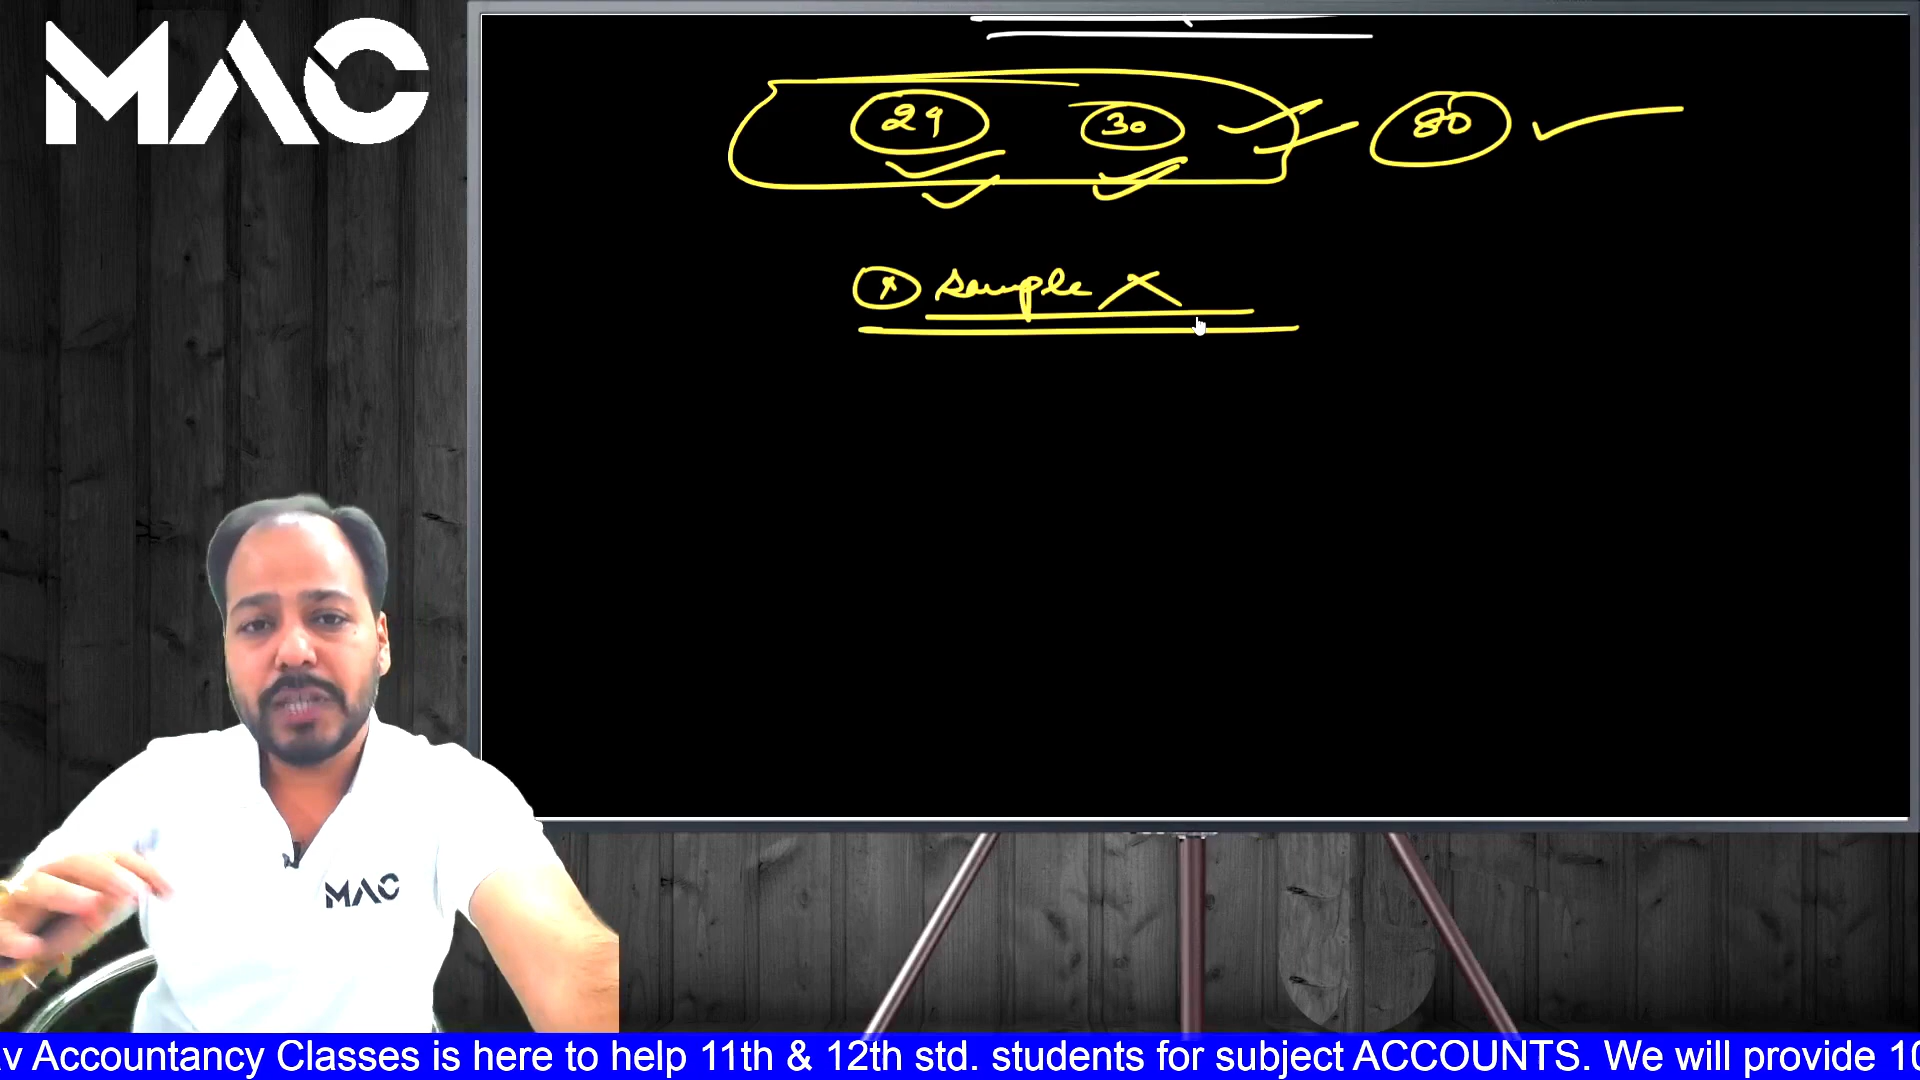 MAC
29 30 80
sample
MAC
v Accountancy Classes is here to help 11th & 12th std. students for subject ACCOUNTS. We will provide 10